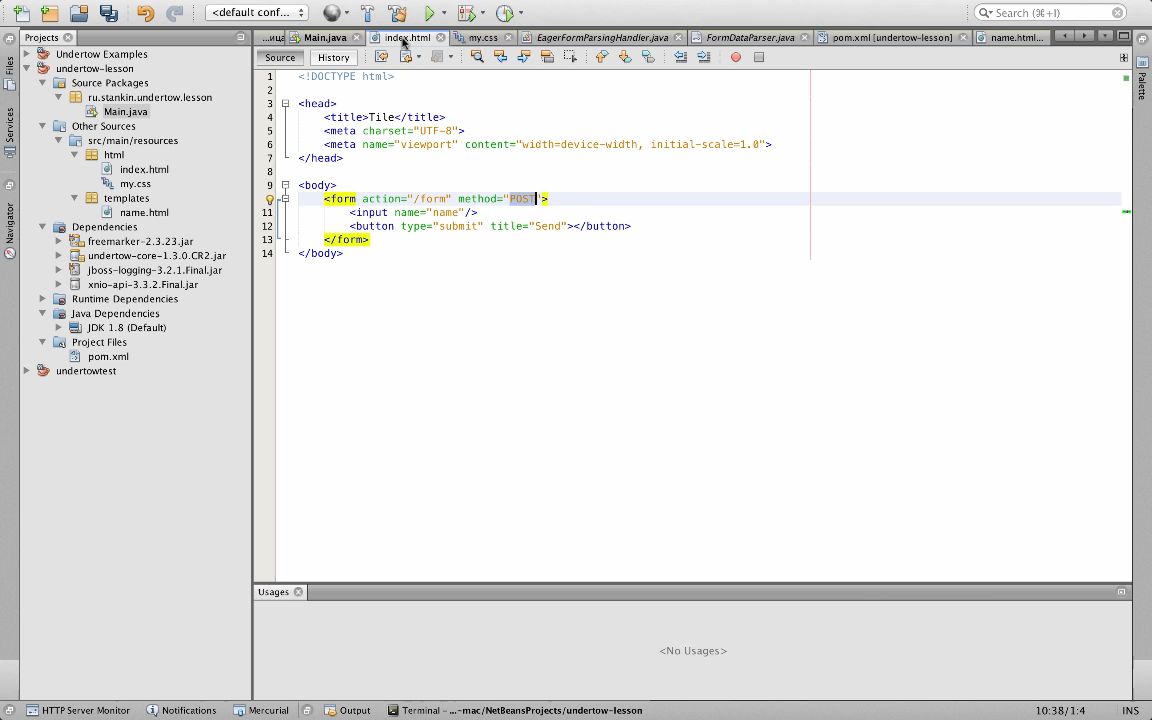 <default conf...
Search (⌘+I)
Projects
...ица
Main.java
index.html
my.css
EagerFormParsingHandler.java
FormDataParser.java
pom.xml [undertow-lesson]
name.html...
Files
Services
Navigator
Palette
Undertow Examples
undertow-lesson
Source Packages
ru.stankin.undertow.lesson
Main.java
Other Sources
src/main/resources
html
index.html
my.css
templates
name.html
Dependencies
freemarker-2.3.23.jar
undertow-core-1.3.0.CR2.jar
jboss-logging-3.2.1.Final.jar
xnio-api-3.3.2.Final.jar
Runtime Dependencies
Java Dependencies
JDK 1.8 (Default)
Project Files
pom.xml
undertowtest
Source
History
1 <!DOCTYPE html>
2
3 <head>
4 <title>Tile</title>
5 <meta charset="UTF-8">
6 <meta name="viewport" content="width=device-width, initial-scale=1.0">
7 </head>
8
9 <body>
<form action="/form" method="POST">
11 <input name="name"/>
12 <button type="submit" title="Send"></button>
13 </form>
14 </body>
Usages
<No Usages>
HTTP Server Monitor
Notifications
Mercurial
Output
Terminal - ...-mac/NetBeansProjects/undertow-lesson
10:38/1:4
INS